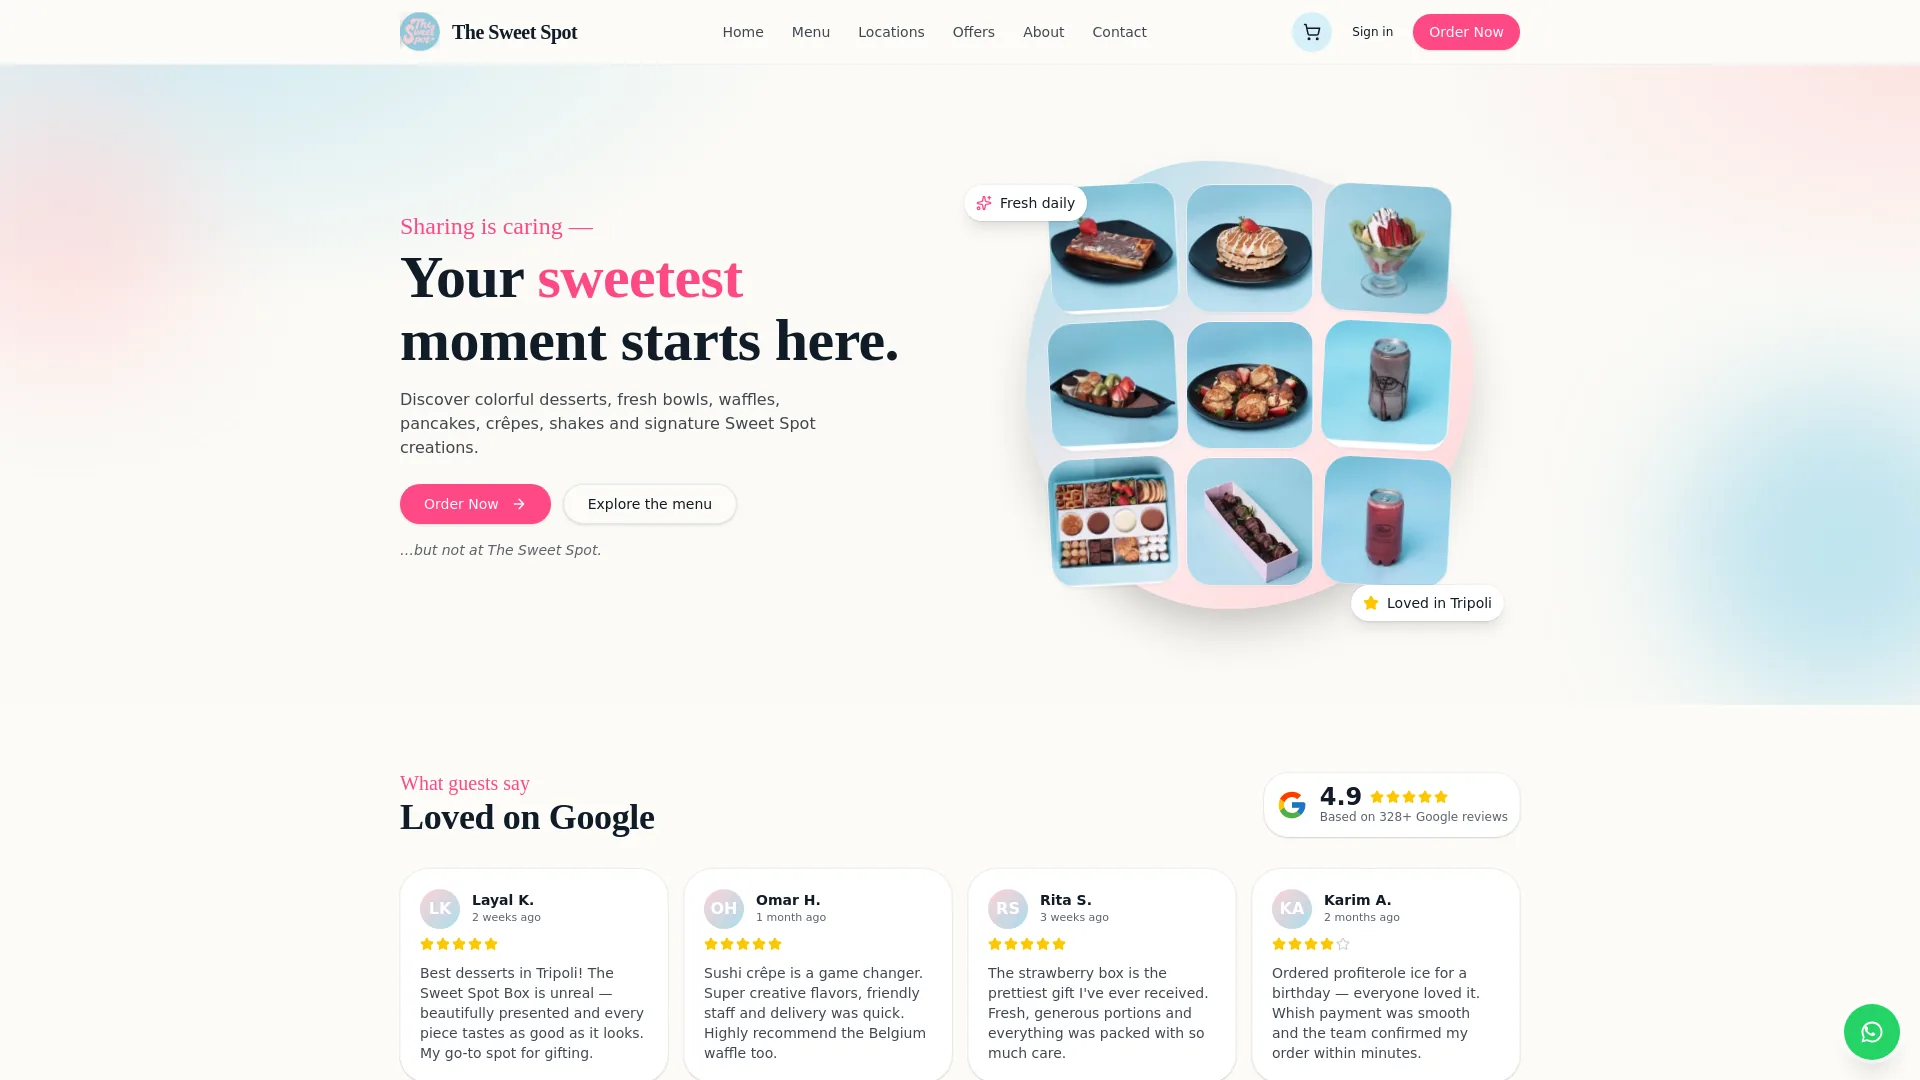 The Sweet Spot
The Sweet Spot
Home
Menu
Locations
Offers
About
Contact
Sign in
Order Now
Sharing is caring —
Your sweetest
moment starts here.
Discover colorful desserts, fresh bowls, waffles,
pancakes, crêpes, shakes and signature Sweet Spot
creations.
Order Now
Explore the menu
...but not at The Sweet Spot.
Fresh daily
Loved in Tripoli
What guests say
Loved on Google
4.9
Based on 328+ Google reviews
LK
Layal K.
2 weeks ago
Best desserts in Tripoli! The
Sweet Spot Box is unreal —
beautifully presented and every
piece tastes as good as it looks.
My go-to spot for gifting.
OH
Omar H.
1 month ago
Sushi crêpe is a game changer.
Super creative flavors, friendly
staff and delivery was quick.
Highly recommend the Belgium
waffle too.
RS
Rita S.
3 weeks ago
The strawberry box is the
prettiest gift I've ever received.
Fresh, generous portions and
everything was packed with so
much care.
KA
Karim A.
2 months ago
Ordered profiterole ice for a
birthday — everyone loved it.
Whish payment was smooth
and the team confirmed my
order within minutes.